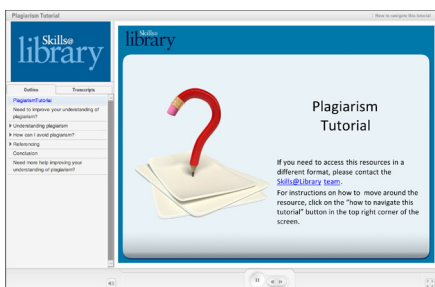 Plagiarism Tutorial
How to navigate this tutorial
Skills@
library
Outline
Transcripts
PlagiarismTutorial
Need to improve your understanding of
plagiarism?
Understanding plagiarism
How can I avoid plagiarism?
Referencing
Conclusion
Need more help improving your
understanding of plagiarism?
Skills@
library
Plagiarism
Tutorial
If you need to access this resources in a
different format, please contact the
Skills@Library team.
For instructions on how to move around the
resource, click on the "how to navigate this
tutorial" button in the top right corner of the
screen.